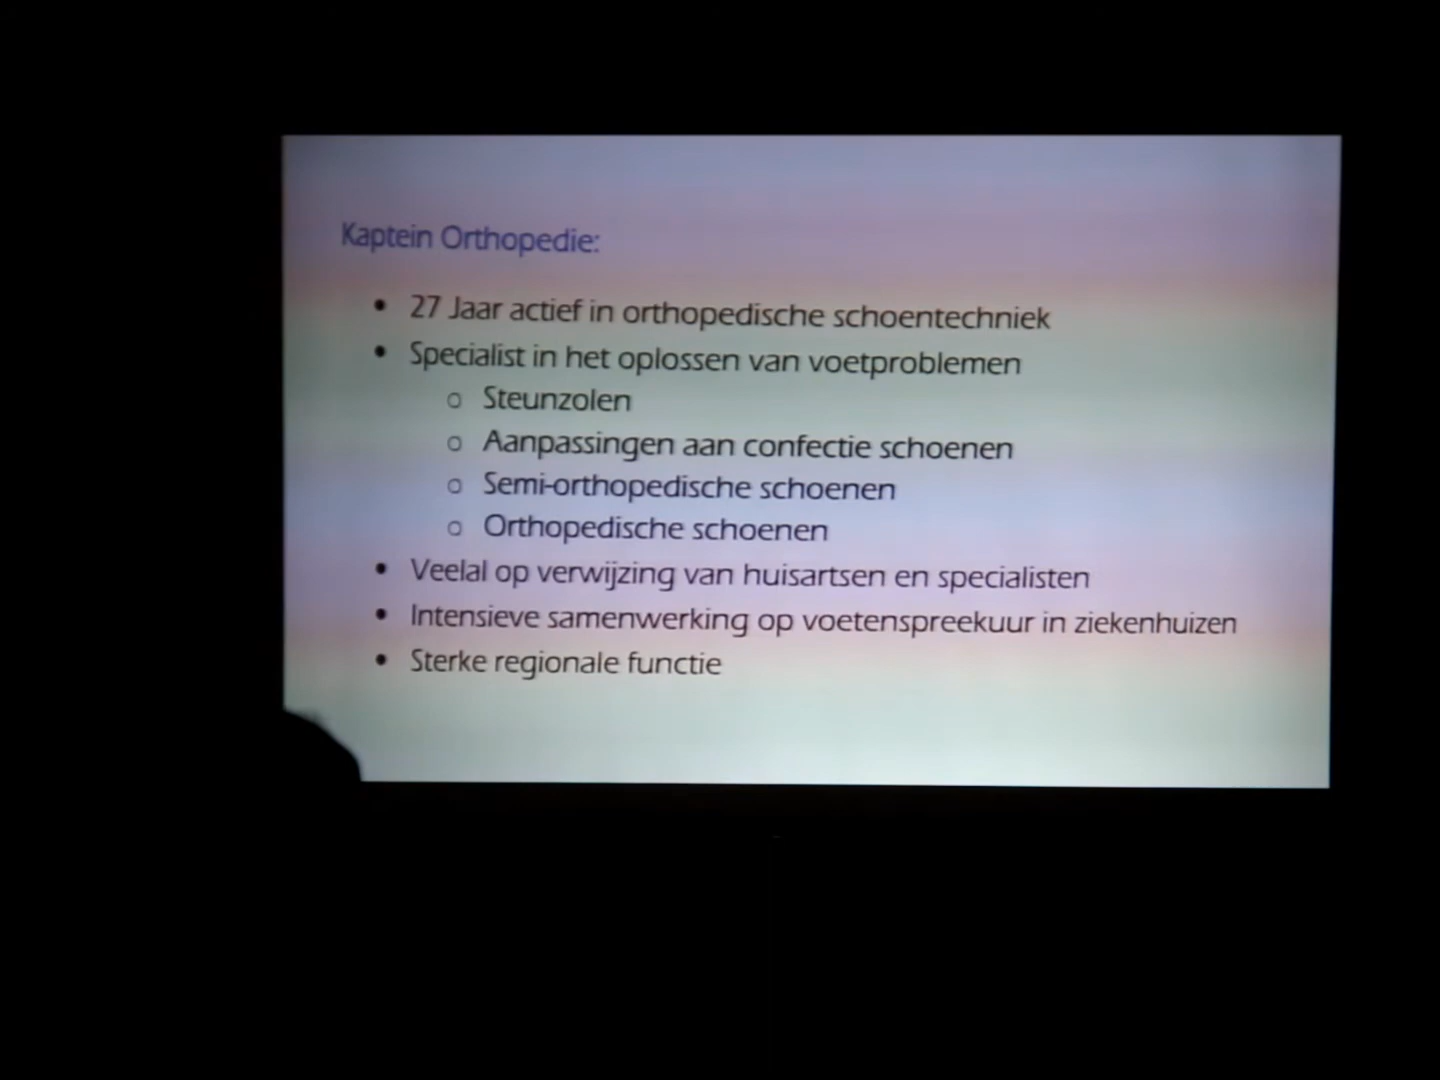 Kaptein Orthopedie:
• 27 Jaar actief in orthopedische schoentechniek
• Specialist in het oplossen van voetproblemen
o Steunzolen
o Aanpassingen aan confectie schoenen
o Semi-orthopedische schoenen
o Orthopedische schoenen
• Veelal op verwijzing van huisartsen en specialisten
• Intensieve samenwerking op voetenspreekuur in ziekenhuizen
• Sterke regionale functie